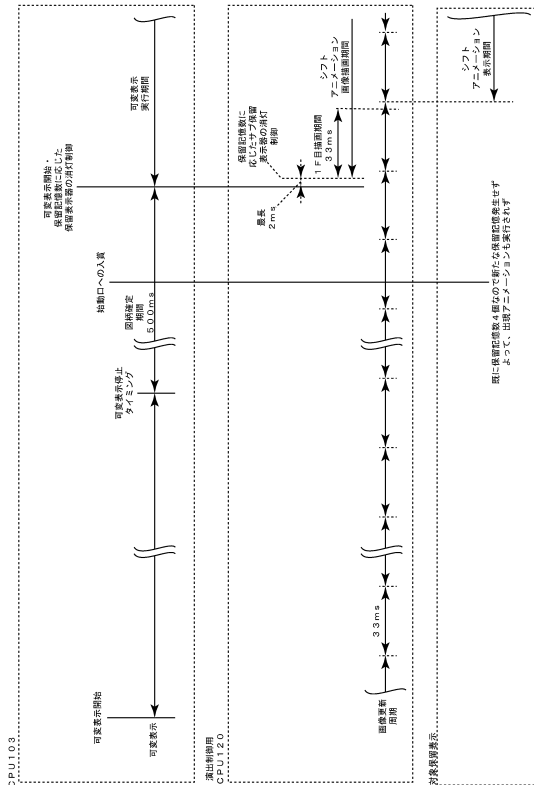 CPU103
可変表示開始
可変表示
可変表示停止
タイミング
図柄確定
期間
500ms
始動口への入賞
可変表示開始・
保留記憶数に応じた
保留表示器の消灯制御
可変表示
実行期間
演出制御用
CPU120
画像更新
周期
33ms
最長
2ms
保留記憶数に
応じたサブ保留
表示器の消灯
制御
1F目描画期間
33ms
シフト
アニメーション
画像描画期間
対象保留表示
既に保留記憶数4個なので新たな保留記憶発生せず
よって、出現アニメーションも実行されず
シフト
アニメーション
表示期間